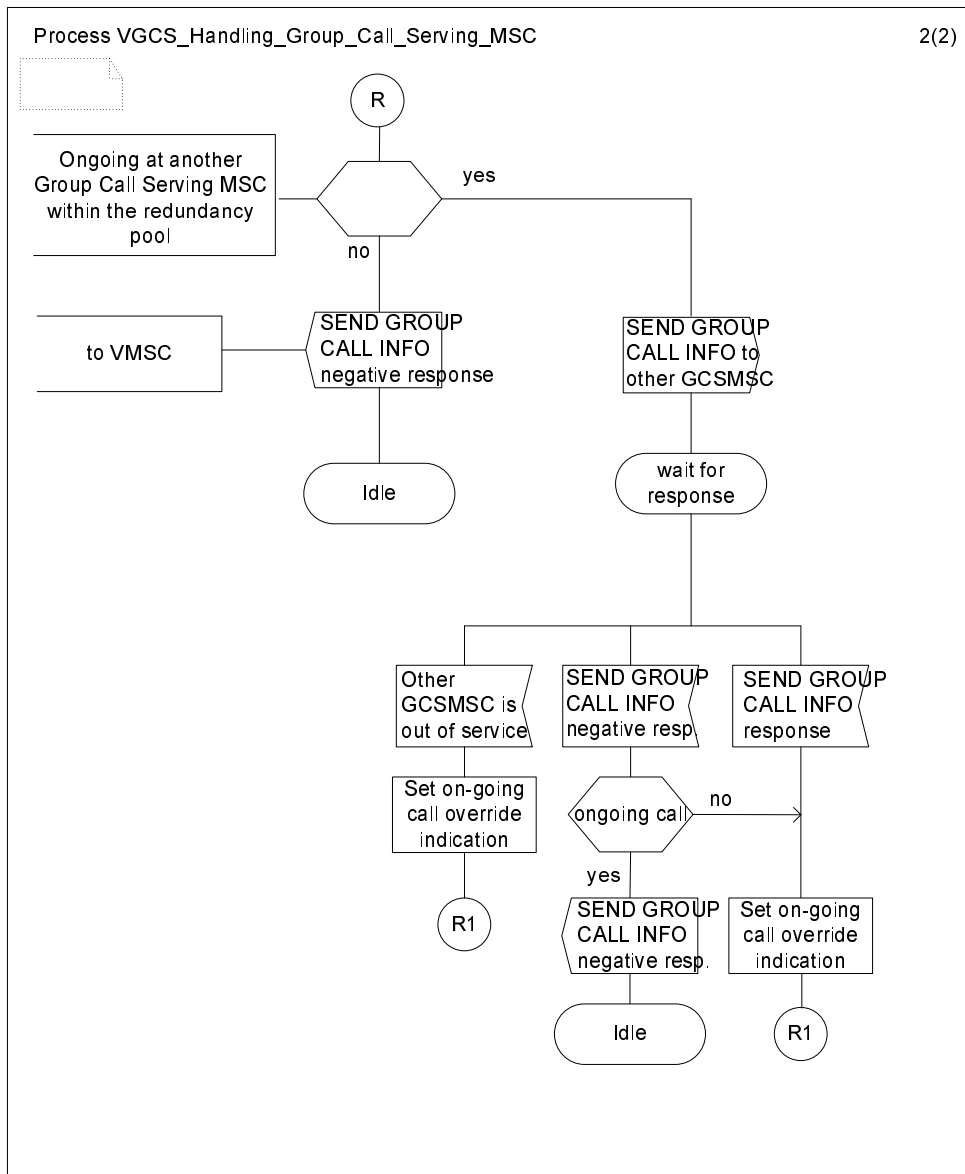 Process VGCS_Handling_Group_Call_Serving_MSC
2(2)
R
Ongoing at another
Group Call Serving MSC
within the redundancy
pool
yes
no
SEND GROUP
CALL INFO
negative response
to VMSC
SEND GROUP
CALL INFO to
other GCSMSC
Idle
wait for
response
Other
GCSMSC is
out of service
SEND GROUP
CALL INFO
negative resp.
SEND GROUP
CALL INFO
response
Set on-going
call override
indication
ongoing call
no
yes
R1
SEND GROUP
CALL INFO
negative resp.
Set on-going
call override
indication
Idle
R1